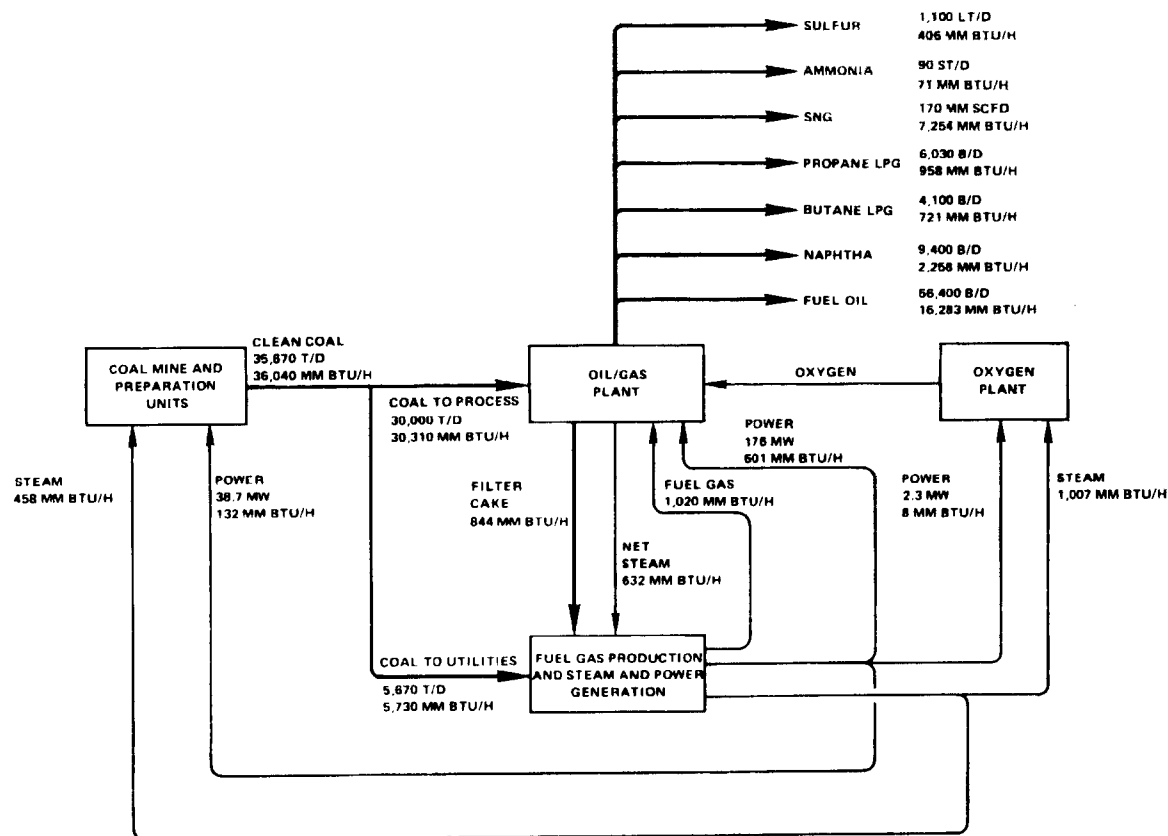 SULFUR
1,100 LT/D
406 MM BTU/H
AMMONIA
90 ST/D
71 MM BTU/H
SNG
170 MM SCFD
7,254 MM BTU/H
PROPANE LPG
6,030 B/D
958 MM BTU/H
BUTANE LPG
4,100 B/D
721 MM BTU/H
NAPHTHA
9,400 B/D
2,258 MM BTU/H
FUEL OIL
56,400 B/D
16,283 MM BTU/H
COAL MINE AND
PREPARATION
UNITS
CLEAN COAL
35,670 T/D
36,040 MM BTU/H
COAL TO PROCESS
30,000 T/D
30,310 MM BTU/H
OIL/GAS
PLANT
OXYGEN
OXYGEN
PLANT
STEAM
458 MM BTU/H
POWER
38.7 MW
132 MM BTU/H
FILTER
CAKE
844 MM BTU/H
NET
STEAM
632 MM BTU/H
FUEL GAS
1,020 MM BTU/H
POWER
176 MW
601 MM BTU/H
POWER
2.3 MW
8 MM BTU/H
STEAM
1,007 MM BTU/H
COAL TO UTILITIES
5,670 T/D
5,730 MM BTU/H
FUEL GAS PRODUCTION
AND STEAM AND POWER
GENERATION